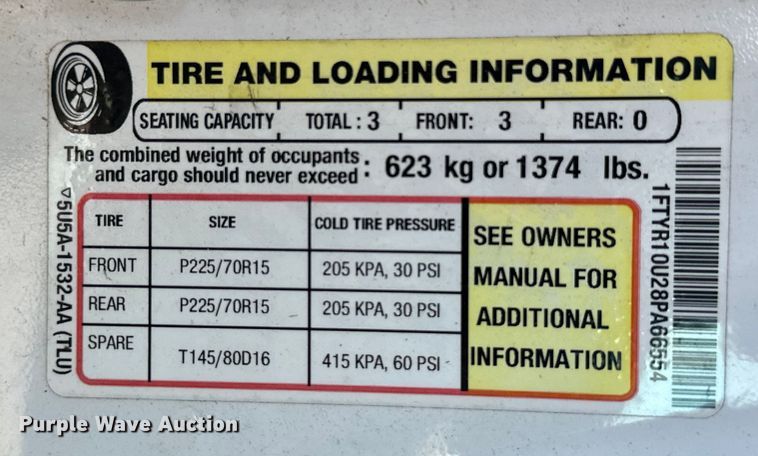 TIRE AND LOADING INFORMATION
SEATING CAPACITY TOTAL : 3 FRONT: 3 REAR: 0
The combined weight of occupants
and cargo should never exceed : 623 kg or 1374 lbs.
TIRE SIZE COLD TIRE PRESSURE
FRONT P225/70R15 205 KPA, 30 PSI
REAR P225/70R15 205 KPA, 30 PSI
SPARE T145/80D16 415 KPA, 60 PSI
SEE OWNERS
MANUAL FOR
ADDITIONAL
INFORMATION
▽5U5A-1532-AA (TLU)
1FTYR10U28PA66554
Purple Wave Auction